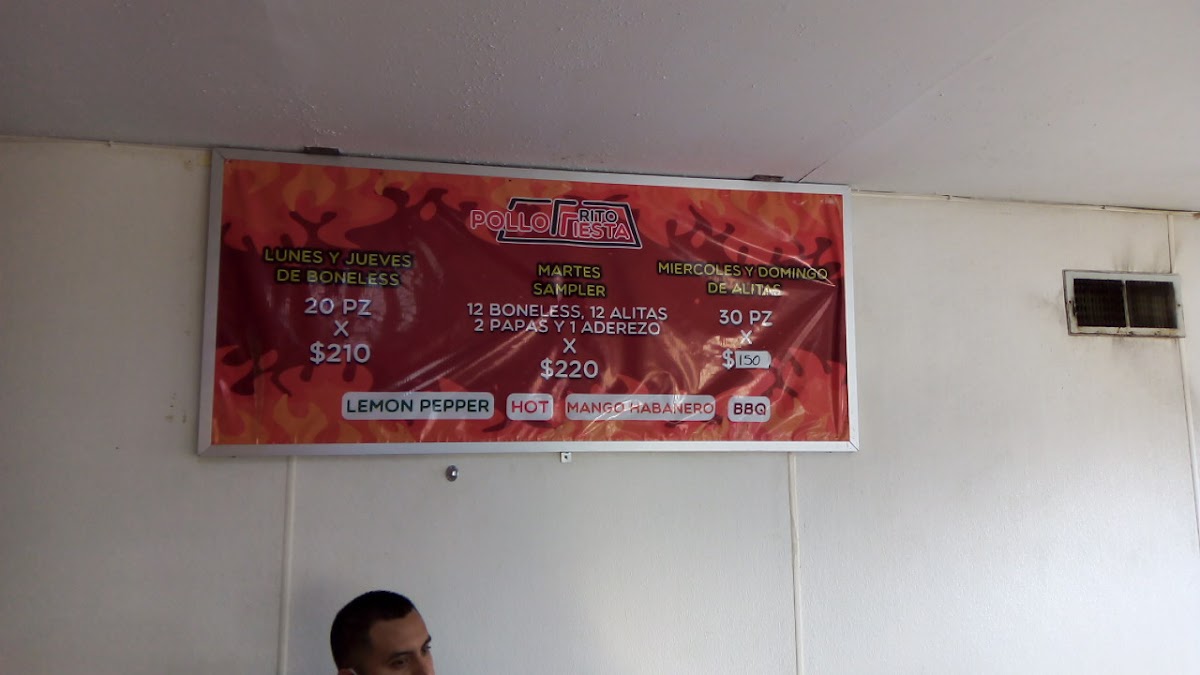 POLLO FRITO FIESTA
LUNES Y JUEVES
DE BONELESS
20 PZ
X
$210
MARTES
SAMPLER
12 BONELESS, 12 ALITAS
2 PAPAS Y 1 ADEREZO
X
$220
MIERCOLES Y DOMINGO
DE ALITAS
30 PZ
X
$150
LEMON PEPPER HOT MANGO HABANERO BBQ